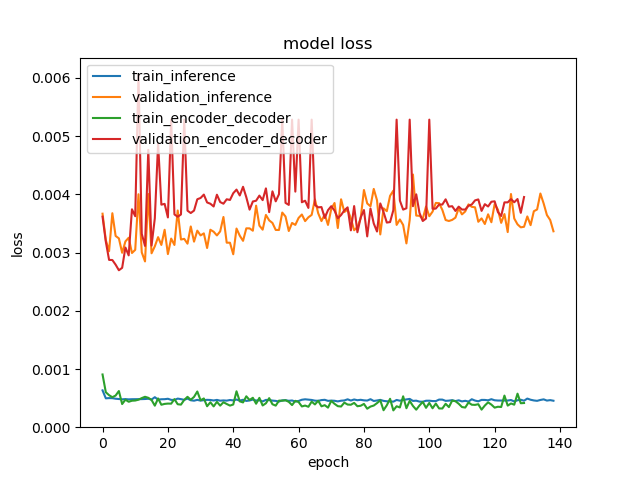 model loss
train_inference
validation_inference
train_encoder_decoder
validation_encoder_decoder
0.006
0.005
0.004
0.003
0.002
0.001
0.000
loss
0 20 40 60 80 100 120 140
epoch